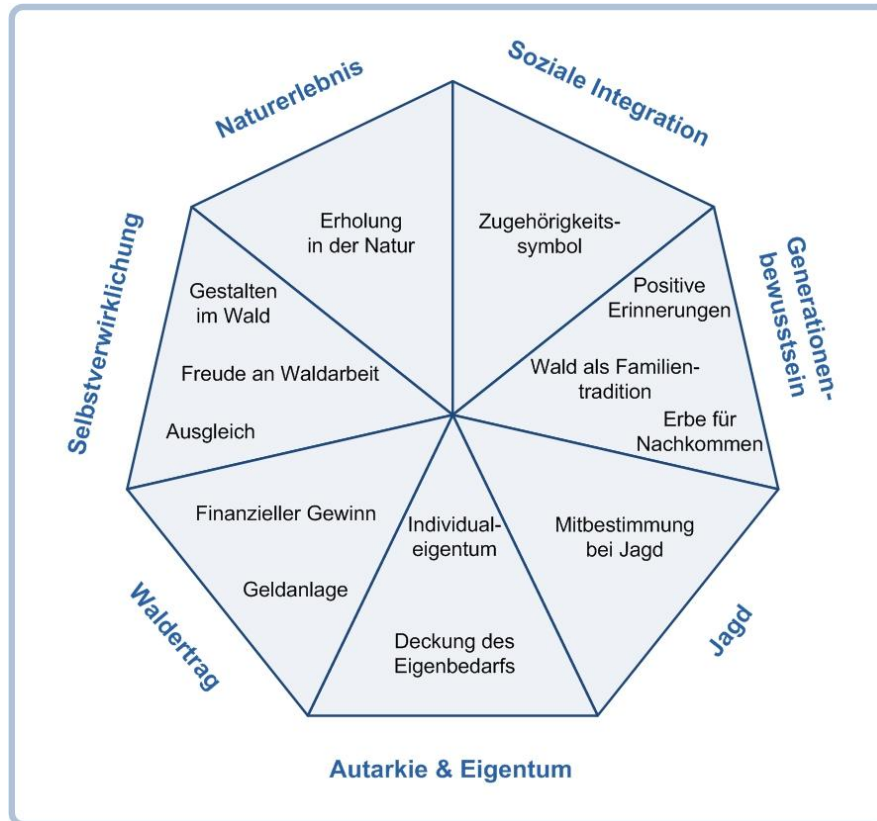 Naturerlebnis
Soziale Integration
Erholung
in der Natur
Zugehörigkeits-
symbol
Generationen-
bewusstsein
Positive
Erinnerungen
Wald als Familien-
tradition
Erbe für
Nachkommen
Selbstverwirklichung
Gestalten
im Wald
Freude an Waldarbeit
Ausgleich
Finanzieller Gewinn
Geldanlage
Waldertrag
Individual-
eigentum
Deckung des
Eigenbedarfs
Mitbestimmung
bei Jagd
Jagd
Autarkie & Eigentum